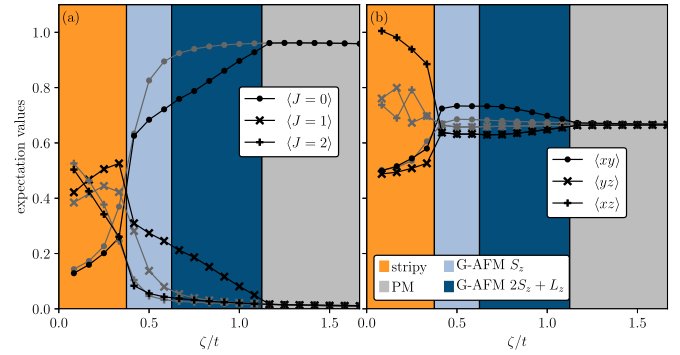 (a)
expectation values
1.0
0.8
0.6
0.4
0.2
0.0
⟨J = 0⟩
⟨J = 1⟩
⟨J = 2⟩
0.0 0.5 1.0 1.5
ζ/t
(b)
⟨xy⟩
⟨yz⟩
⟨xz⟩
stripy G-AFM S_z
PM G-AFM 2S_z + L_z
0.0 0.5 1.0 1.5
ζ/t